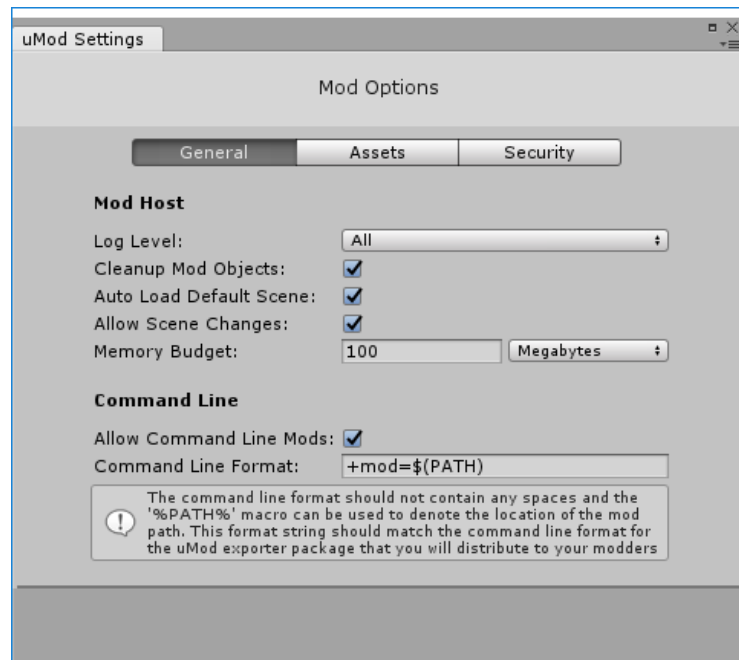 uMod Settings
Mod Options
General Assets Security
Mod Host
Log Level: All
Cleanup Mod Objects:
Auto Load Default Scene:
Allow Scene Changes:
Memory Budget: 100 Megabytes
Command Line
Allow Command Line Mods:
Command Line Format: +mod=$(PATH)
The command line format should not contain any spaces and the
'%PATH%' macro can be used to denote the location of the mod
path. This format string should match the command line format for
the uMod exporter package that you will distribute to your modders